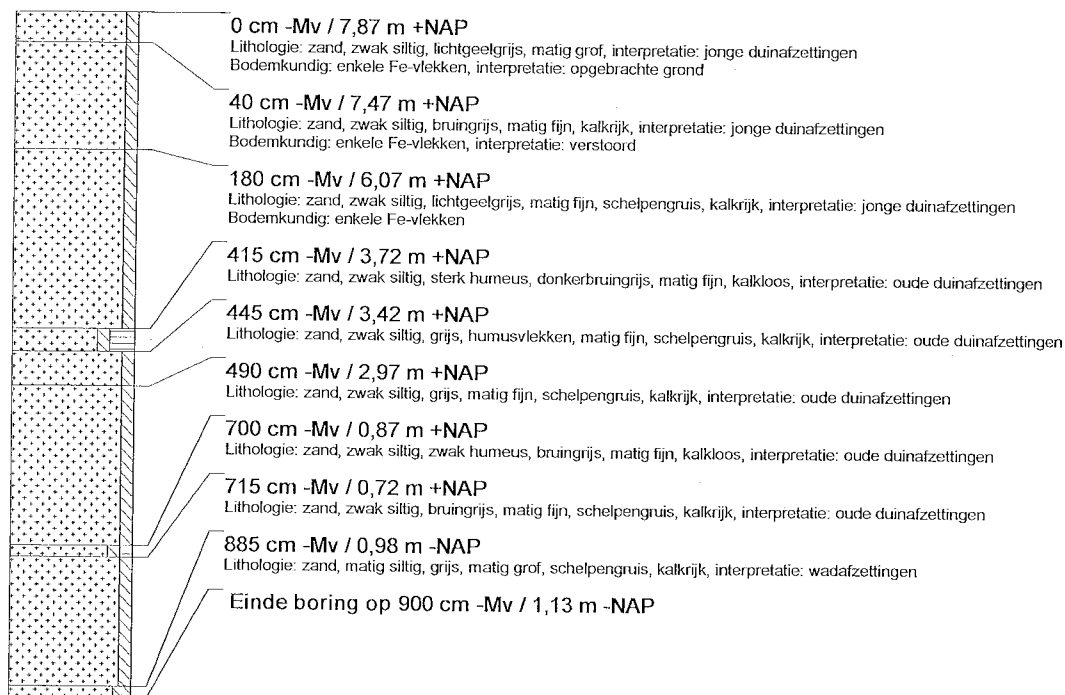 0 cm -Mv / 7,87 m +NAP
Lithologie: zand, zwak siltig, lichtgeelgrijs, matig grof, interpretatie: jonge duinafzettingen
Bodemkundig: enkele Fe-vlekken, interpretatie: opgebrachte grond
40 cm -Mv / 7,47 m +NAP
Lithologie: zand, zwak siltig, bruingrijs, matig fijn, kalkrijk, interpretatie: jonge duinafzettingen
Bodemkundig: enkele Fe-vlekken, interpretatie: verstoord
180 cm -Mv / 6,07 m +NAP
Lithologie: zand, zwak siltig, lichtgeelgrijs, matig fijn, schelpengruis, kalkrijk, interpretatie: jonge duinafzettingen
Bodemkundig: enkele Fe-vlekken
415 cm -Mv / 3,72 m +NAP
Lithologie: zand, zwak siltig, sterk humeus, donkerbruingrijs, matig fijn, kalkloos, interpretatie: oude duinafzettingen
445 cm -Mv / 3,42 m +NAP
Lithologie: zand, zwak siltig, grijs, humusvlekken, matig fijn, schelpengruis, kalkrijk, interpretatie: oude duinafzettingen
490 cm -Mv / 2,97 m +NAP
Lithologie: zand, zwak siltig, grijs, matig fijn, schelpengruis, kalkrijk, interpretatie: oude duinafzettingen
700 cm -Mv / 0,87 m +NAP
Lithologie: zand, zwak siltig, zwak humeus, bruingrijs, matig fijn, kalkloos, interpretatie: oude duinafzettingen
715 cm -Mv / 0,72 m +NAP
Lithologie: zand, zwak siltig, bruingrijs, matig fijn, schelpengruis, kalkrijk, interpretatie: oude duinafzettingen
885 cm -Mv / 0,98 m -NAP
Lithologie: zand, matig siltig, grijs, matig grof, schelpengruis, kalkrijk, interpretatie: wadafzettingen
Einde boring op 900 cm -Mv / 1,13 m -NAP